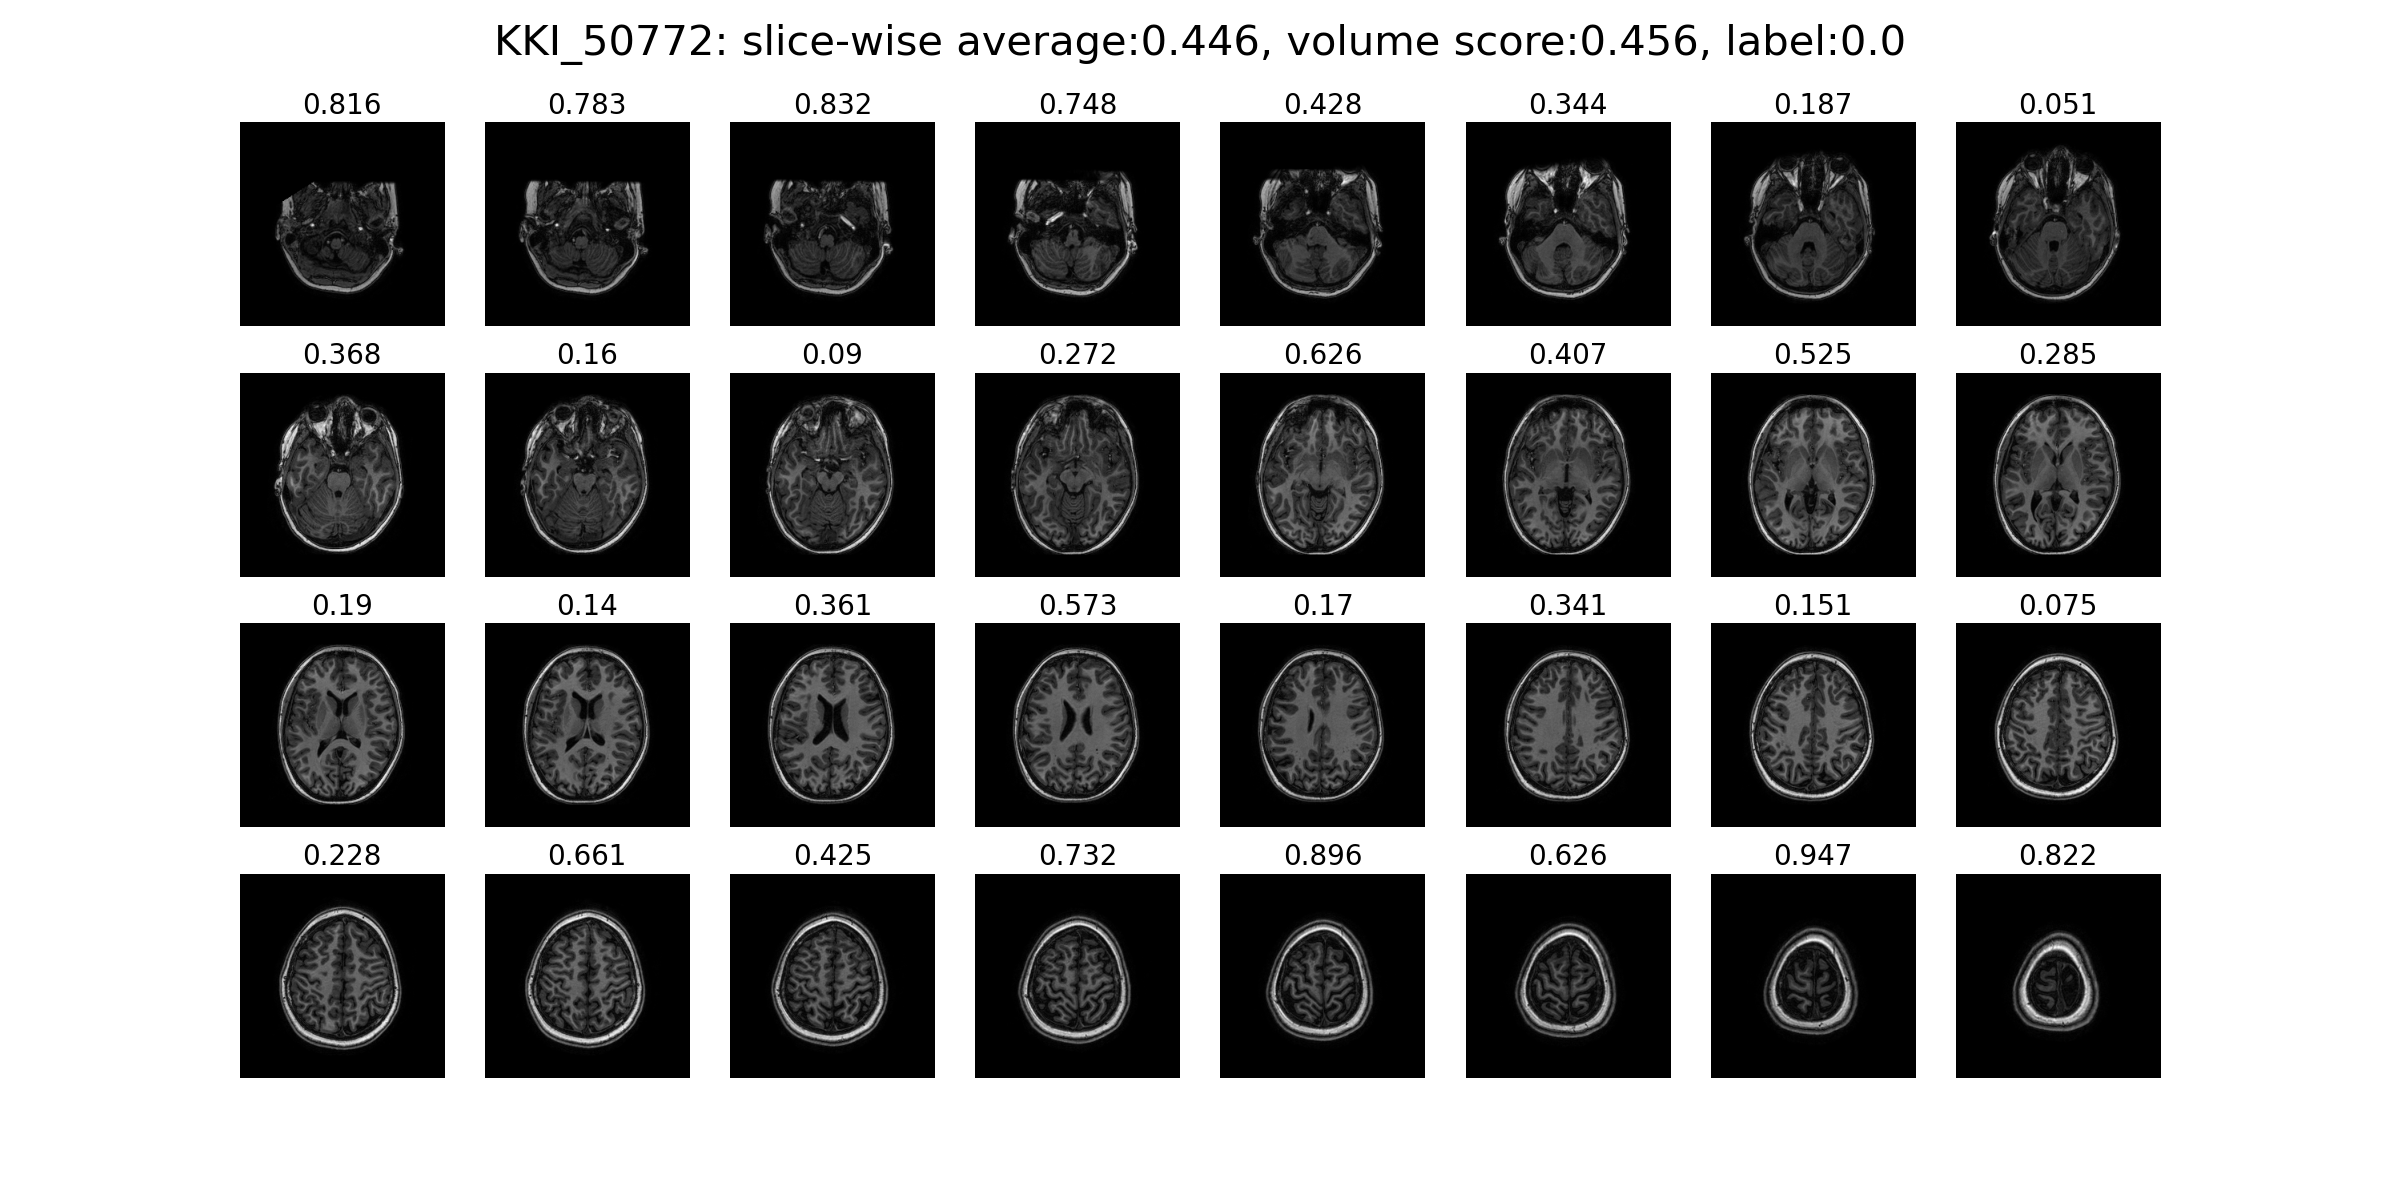 KKI_50772: slice-wise average:0.446, volume score:0.456, label:0.0
0.816 0.783 0.832 0.748 0.428 0.344 0.187 0.051
0.368 0.16 0.09 0.272 0.626 0.407 0.525 0.285
0.19 0.14 0.361 0.573 0.17 0.341 0.151 0.075
0.228 0.661 0.425 0.732 0.896 0.626 0.947 0.822